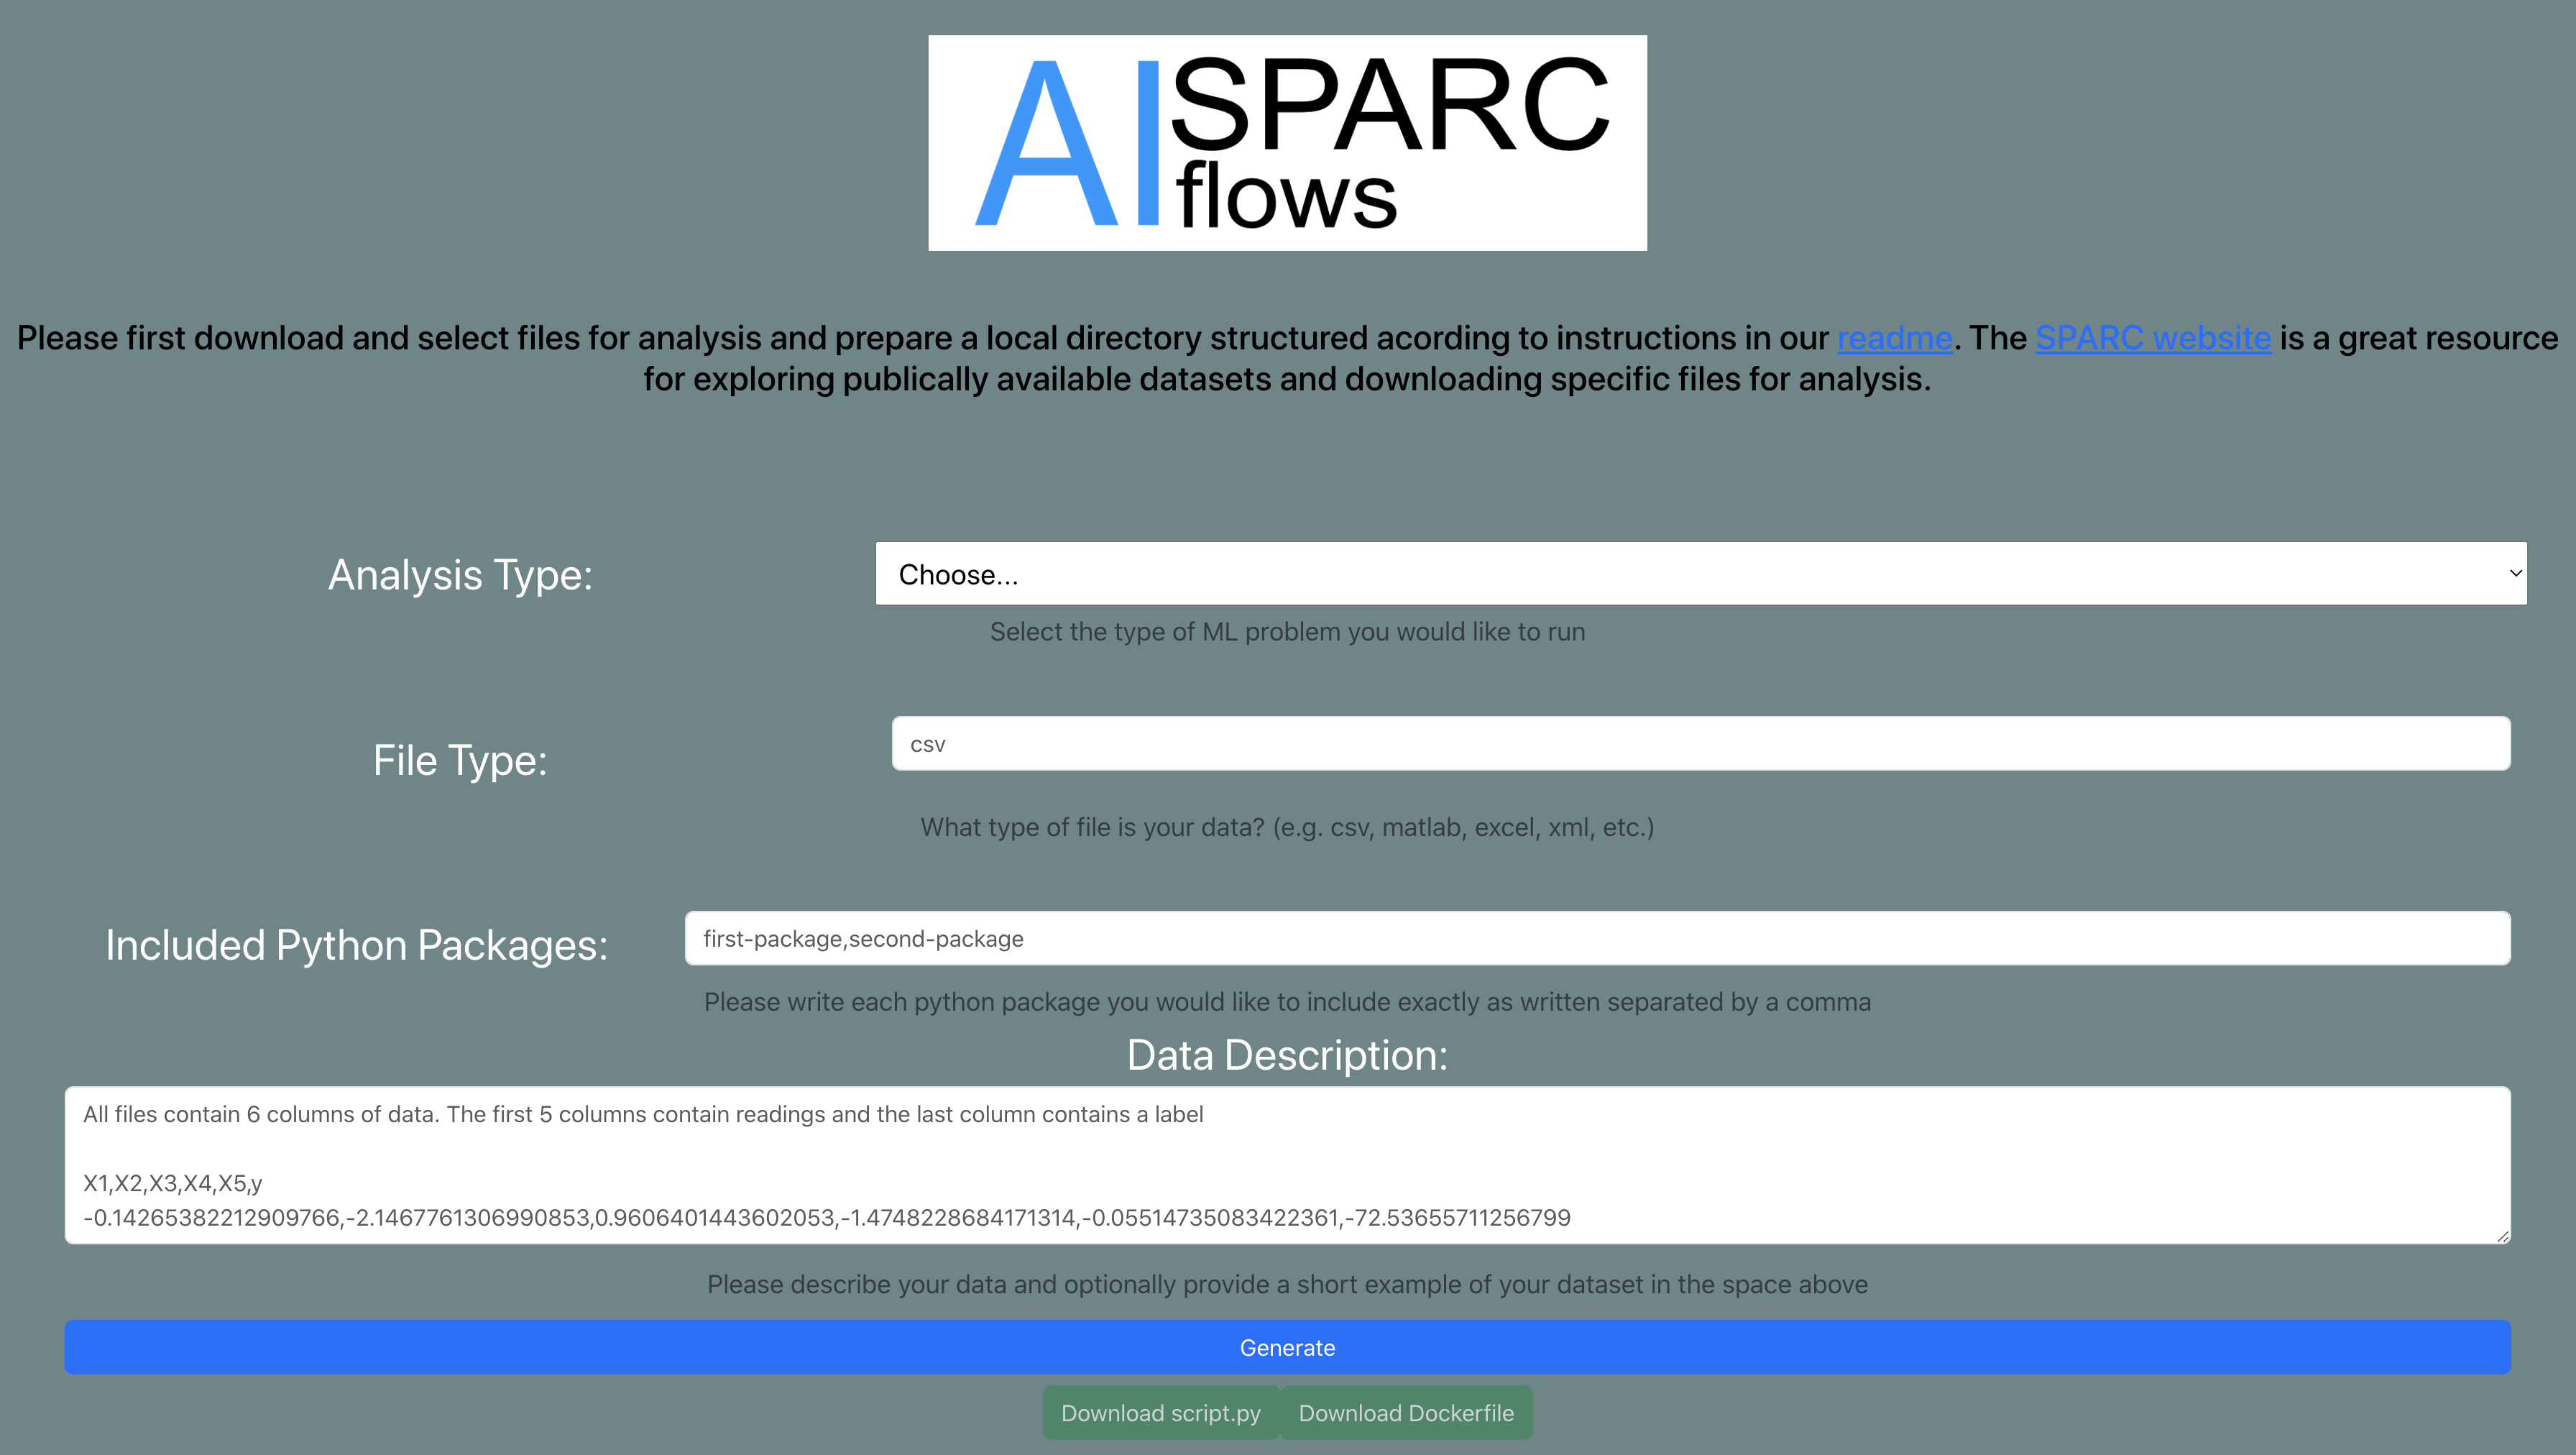 AI SPARC
flows
Please first download and select files for analysis and prepare a local directory structured acording to instructions in our readme. The SPARC website is a great resource
for exploring publically available datasets and downloading specific files for analysis.
Analysis Type:
Choose...
Select the type of ML problem you would like to run
File Type:
csv
What type of file is your data? (e.g. csv, matlab, excel, xml, etc.)
Included Python Packages:
first-package,second-package
Please write each python package you would like to include exactly as written separated by a comma
Data Description:
All files contain 6 columns of data. The first 5 columns contain readings and the last column contains a label
X1,X2,X3,X4,X5,y
-0.14265382212909766,-2.1467761306990853,0.9606401443602053,-1.4748228684171314,-0.05514735083422361,-72.53655711256799
Please describe your data and optionally provide a short example of your dataset in the space above
Generate
Download script.py
Download Dockerfile